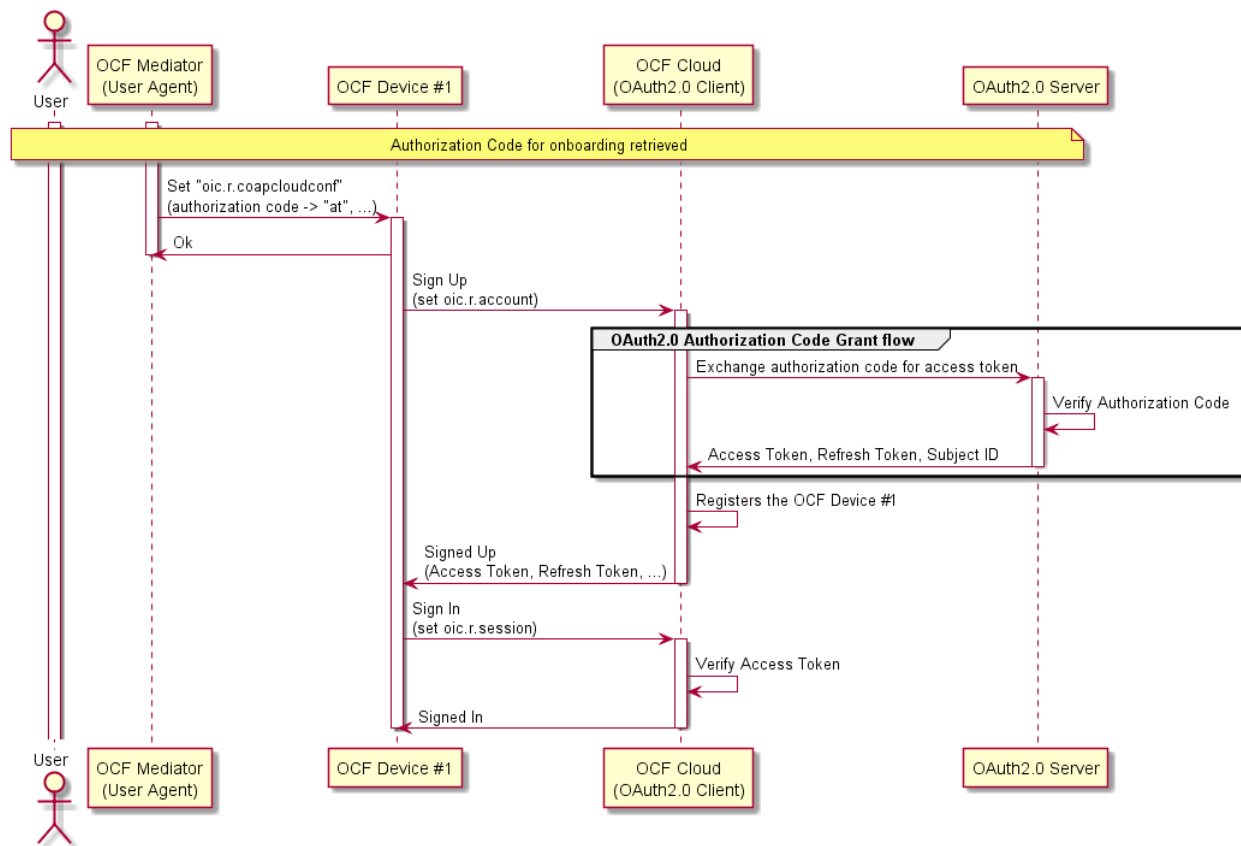 OCF Mediator
(User Agent)
OCF Device #1
OCF Cloud
(OAuth2.0 Client)
OAuth2.0 Server
User
Authorization Code for onboarding retrieved
Set "oic.r.coapcloudconf"
(authorization code -> "at", ...)
Ok
Sign Up
(set oic.r.account)
OAuth2.0 Authorization Code Grant flow
Exchange authorization code for access token
Verify Authorization Code
Access Token, Refresh Token, Subject ID
Registers the OCF Device #1
Signed Up
(Access Token, Refresh Token, ...)
Sign In
(set oic.r.session)
Verify Access Token
Signed In
User
OCF Mediator
(User Agent)
OCF Device #1
OCF Cloud
(OAuth2.0 Client)
OAuth2.0 Server